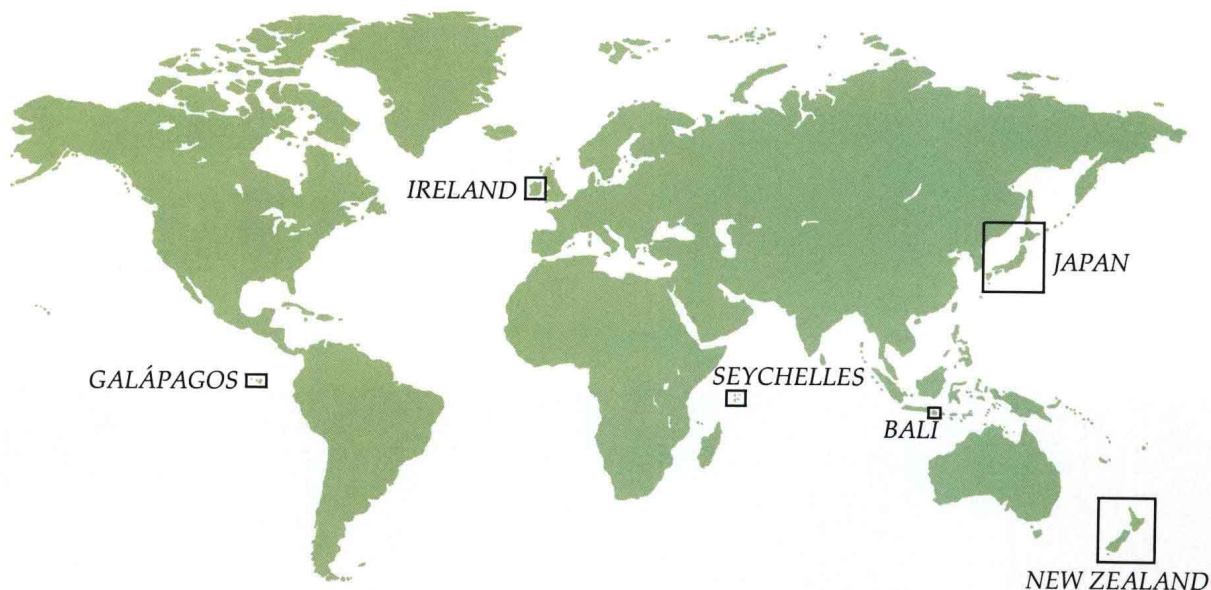 IRELAND
JAPAN
GALÁPAGOS
SEYCHELLES
BALI
NEW ZEALAND